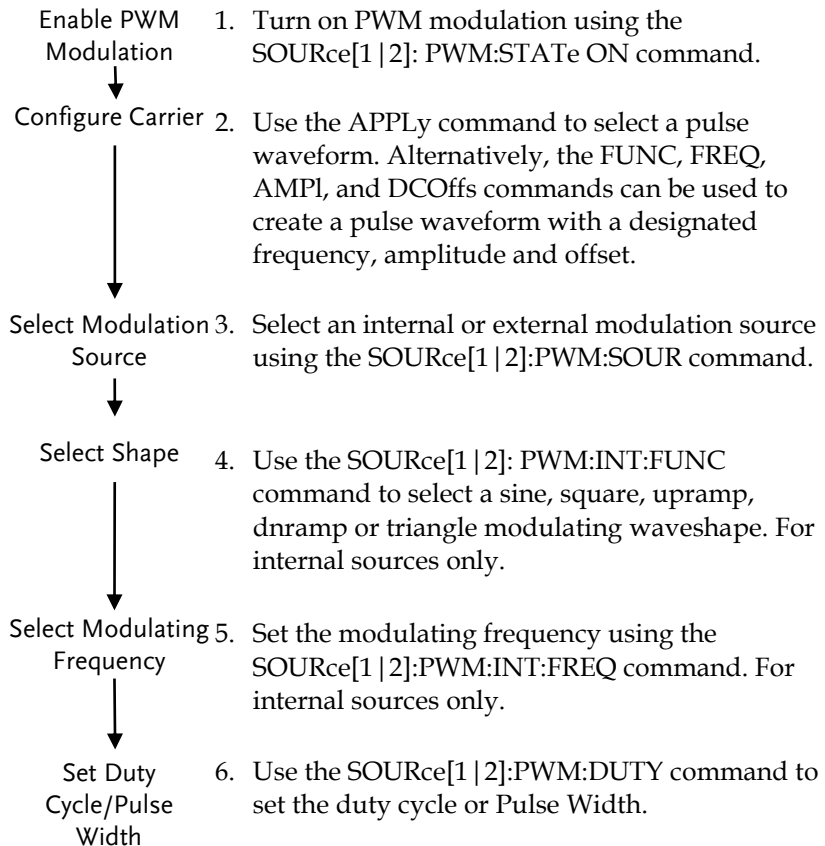 Enable PWM
Modulation
1. Turn on PWM modulation using the
SOURce[1|2]: PWM:STATe ON command.
Configure Carrier
2. Use the APPLy command to select a pulse
waveform. Alternatively, the FUNC, FREQ,
AMPl, and DCOffs commands can be used to
create a pulse waveform with a designated
frequency, amplitude and offset.
Select Modulation
Source
3. Select an internal or external modulation source
using the SOURce[1|2]:PWM:SOUR command.
Select Shape
4. Use the SOURce[1|2]: PWM:INT:FUNC
command to select a sine, square, upramp,
dnramp or triangle modulating waveshape. For
internal sources only.
Select Modulating
Frequency
5. Set the modulating frequency using the
SOURce[1|2]:PWM:INT:FREQ command. For
internal sources only.
Set Duty
Cycle/Pulse
Width
6. Use the SOURce[1|2]:PWM:DUTY command to
set the duty cycle or Pulse Width.